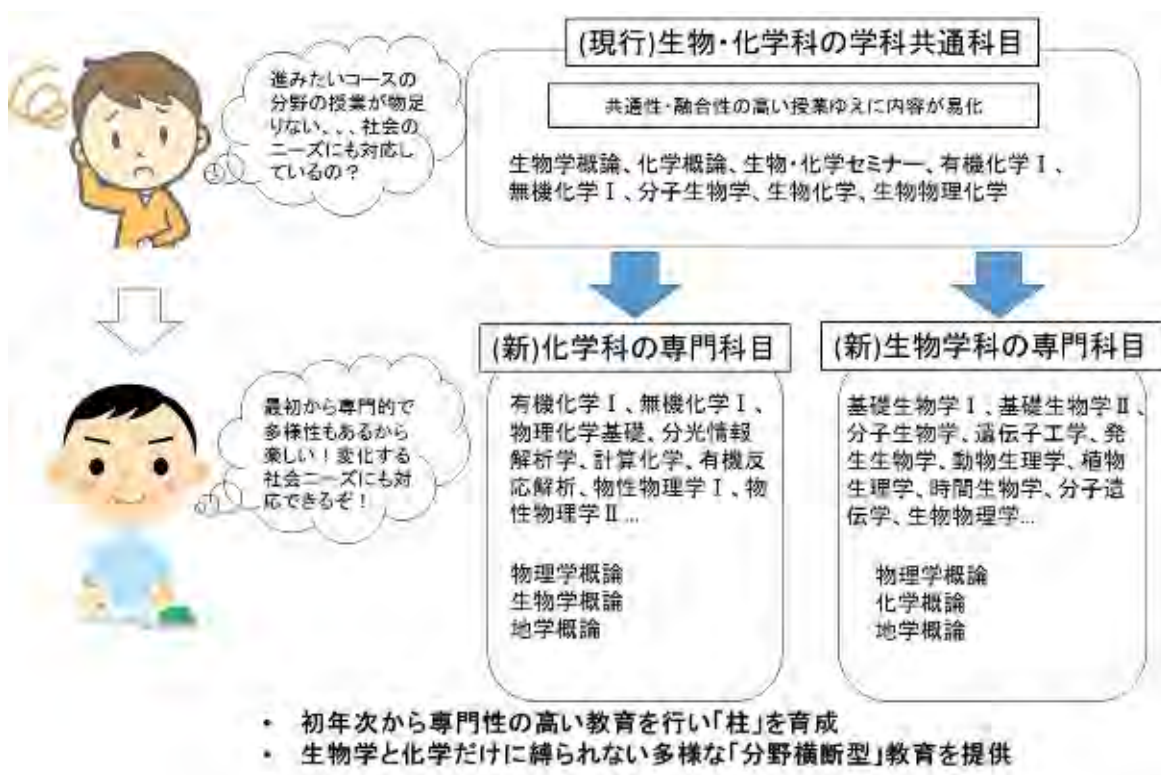 進みたいコースの
分野の授業が物足
りない、、、社会の
ニーズにも対応し
ているの？
(現行)生物・化学科の学科共通科目
共通性・融合性の高い授業ゆえに内容が易化
生物学概論、化学概論、生物・化学セミナー、有機化学Ⅰ、
無機化学Ⅰ、分子生物学、生物化学、生物物理化学
最初から専門的で
多様性もあるから
楽しい！変化する
社会ニーズにも対
応できるぞ！
(新)化学科の専門科目
有機化学Ⅰ、無機化学Ⅰ、
物理化学基礎、分光情報
解析学、計算化学、有機反
応解析、物性物理学Ⅰ、物
性物理学Ⅱ…
物理学概論
生物学概論
地学概論
(新)生物学科の専門科目
基礎生物学Ⅰ、基礎生物学Ⅱ、
分子生物学、遺伝子工学、発
生生物学、動物生理学、植物
生理学、時間生物学、分子遺
伝学、生物物理学…
物理学概論
化学概論
地学概論
• 初年次から専門性の高い教育を行い「柱」を育成
• 生物学と化学だけに縛られない多様な「分野横断型」教育を提供